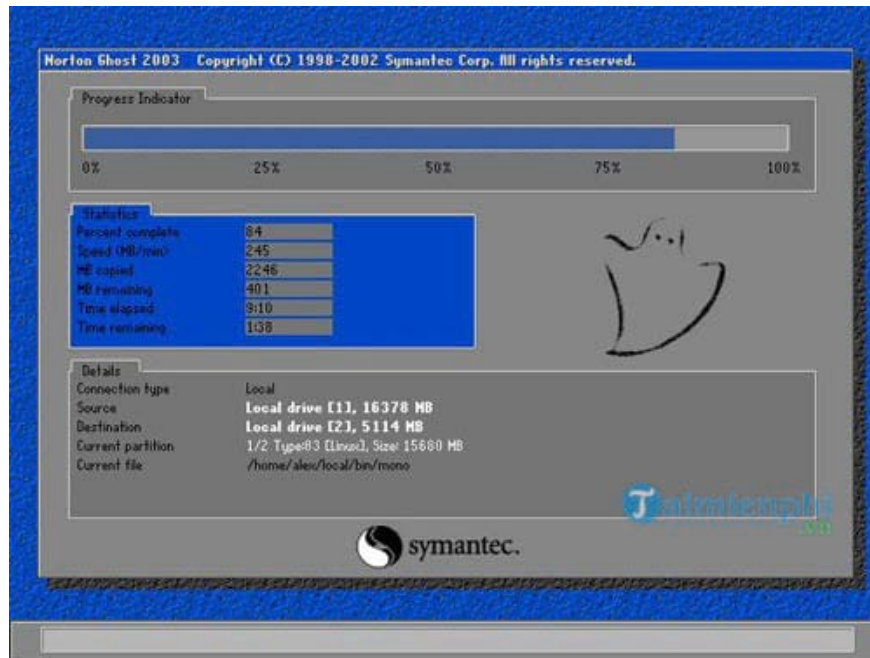 Norton Ghost 2003 Copyright (C) 1998-2002 Symantec Corp. All rights reserved.
Progress Indicator
0% 25% 50% 75% 100%
Statistics
Percent complete 84
Speed (MB/min) 245
MB copied 2246
MB remaining 401
Time elapsed 9:10
Time remaining 1:38
Details
Connection type Local
Source Local drive [1], 16378 MB
Destination Local drive [2], 5114 MB
Current partition 1/2 Type:83 [Linux], Size: 15680 MB
Current file /home/alex/local/bin/mono
Taimienphi
.vn
symantec.